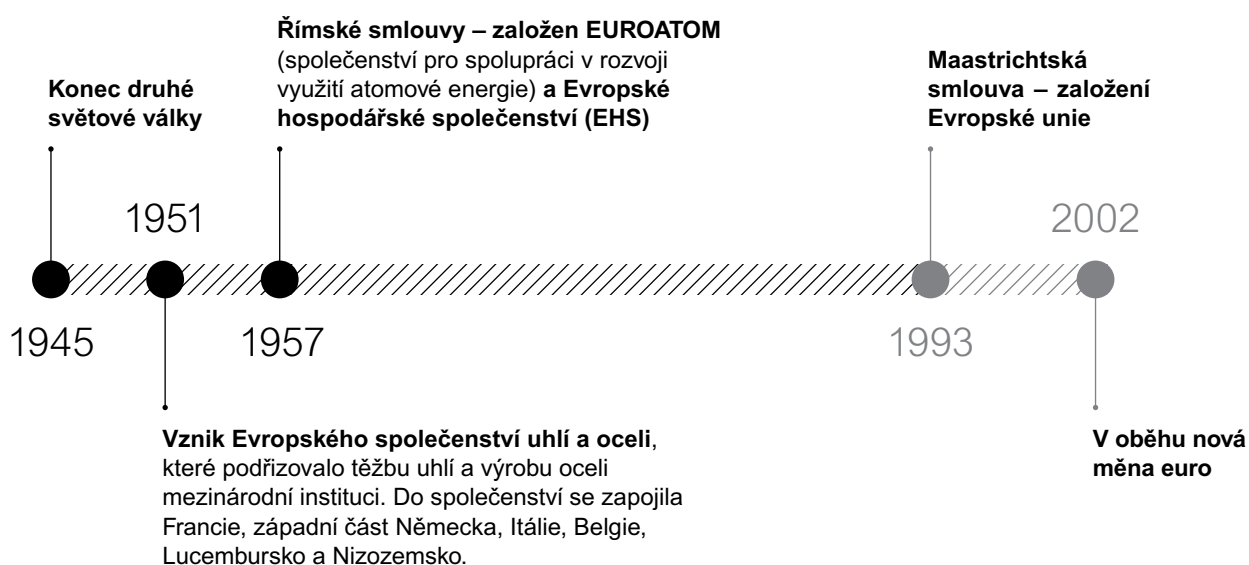 Římské smlouvy – založen EUROATOM
(společenství pro spolupráci v rozvoji
využití atomové energie) a Evropské
hospodářské společenství (EHS)
Maastrichtská
smlouva – založení
Evropské unie
Konec druhé
světové války
1951
2002
1945
1957
1993
Vznik Evropského společenství uhlí a oceli,
které podřizovalo těžbu uhlí a výrobu oceli
mezinárodní instituci. Do společenství se zapojila
Francie, západní část Německa, Itálie, Belgie,
Lucembursko a Nizozemsko.
V oběhu nová
měna euro